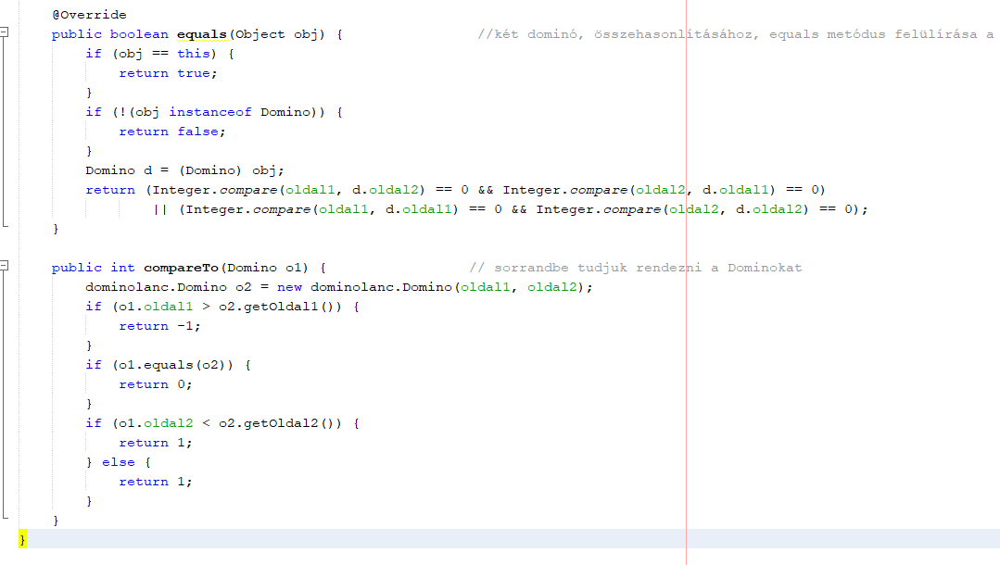 @Override
public boolean equals(Object obj) { //két dominó, összehasonlításához, equals metódus felülírása a
if (obj == this) {
return true;
}
if (!(obj instanceof Domino)) {
return false;
}
Domino d = (Domino) obj;
return (Integer.compare(oldal1, d.oldal2) == 0 && Integer.compare(oldal2, d.oldal1) == 0)
|| (Integer.compare(oldal1, d.oldal1) == 0 && Integer.compare(oldal2, d.oldal2) == 0);
}
public int compareTo(Domino o1) { // sorrandbe tudjuk rendezni a Dominokat
dominolanc.Domino o2 = new dominolanc.Domino(oldal1, oldal2);
if (o1.oldal1 > o2.getOldal1()) {
return -1;
}
if (o1.equals(o2)) {
return 0;
}
if (o1.oldal2 < o2.getOldal2()) {
return 1;
} else {
return 1;
}
}
}